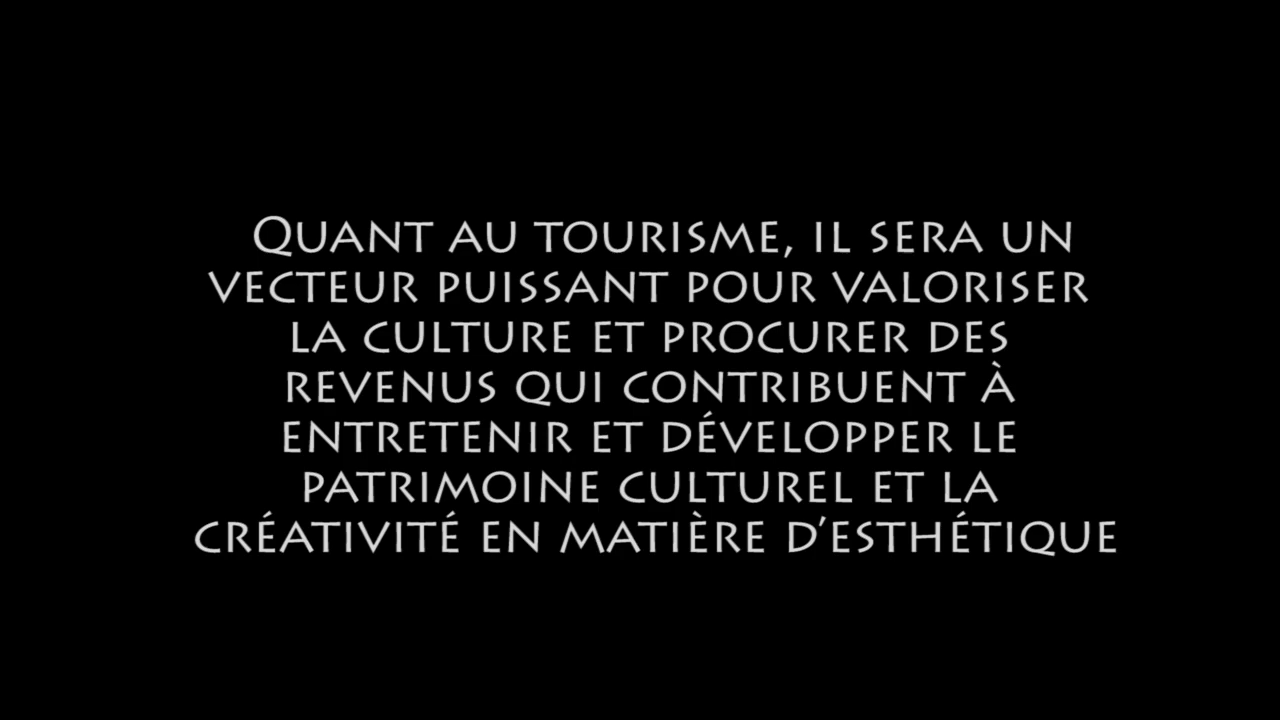 Quant au tourisme, il sera un
vecteur puissant pour valoriser
la culture et procurer des
revenus qui contribuent à
entretenir et développer le
patrimoine culturel et la
créativité en matière d’esthétique